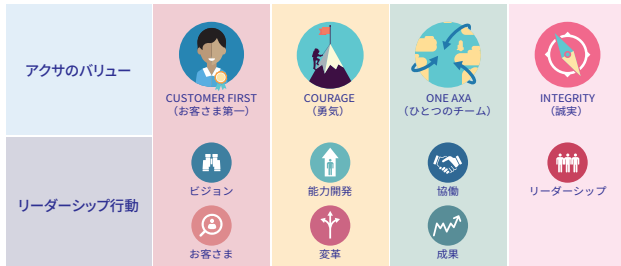 アクサのバリュー
CUSTOMER FIRST
（お客さま第一）
COURAGE
（勇気）
ONE AXA
（ひとつのチーム）
INTEGRITY
（誠実）
リーダーシップ行動
ビジョン
能力開発
協働
リーダーシップ
お客さま
変革
成果